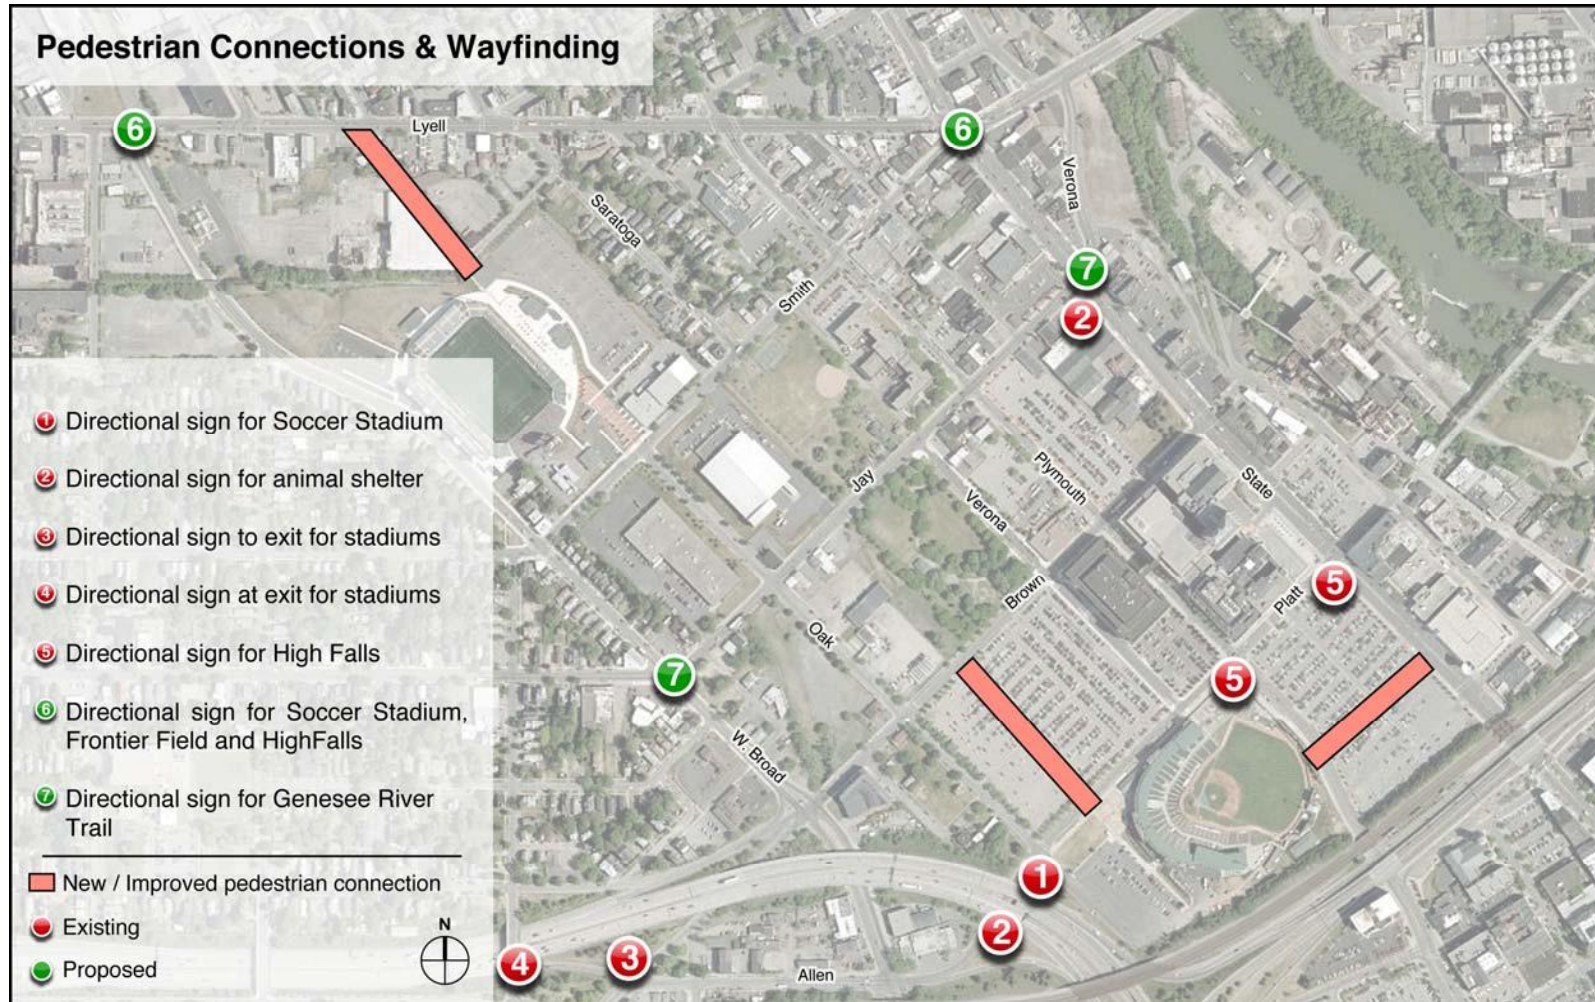 Pedestrian Connections & Wayfinding
6
Lyell
6
Verona
Saratoga
7
Smith
2
1 Directional sign for Soccer Stadium
2 Directional sign for animal shelter
3 Directional sign to exit for stadiums
4 Directional sign at exit for stadiums
5 Directional sign for High Falls
6 Directional sign for Soccer Stadium,
Frontier Field and HighFalls
7 Directional sign for Genesee River
Trail
New / Improved pedestrian connection
Existing
Proposed
N
Jay
Plymouth
Verona
State
Brown
Platt
5
Oak
7
5
W. Broad
1
2
4
3
Allen